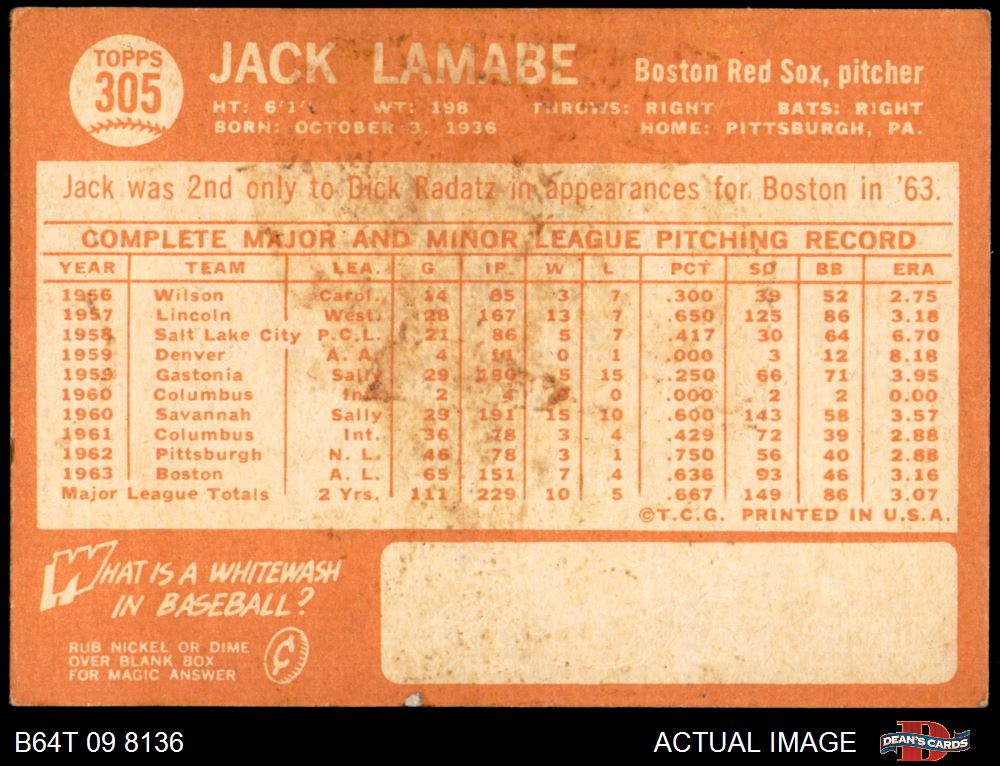 TOPPS
305
JACK LAMABE Boston Red Sox, pitcher
HT: 6'1" WT: 198 THROWS: RIGHT BATS: RIGHT
BORN: OCTOBER 3, 1936 HOME: PITTSBURGH, PA.
Jack was 2nd only to Dick Radatz in appearances for Boston in '63.
COMPLETE MAJOR AND MINOR LEAGUE PITCHING RECORD
YEAR TEAM LEA. G IP. W L PCT SO BB ERA
1956 Wilson Carol. 14 85 3 7 .300 39 52 2.75
1957 Lincoln West. 28 167 13 7 .650 125 86 3.18
1958 Salt Lake City P.C.L. 21 86 5 7 .417 30 64 6.70
1959 Denver A. A. 4 11 0 1 .000 3 12 8.18
1959 Gastonia Sally 29 180 5 15 .250 66 71 3.95
1960 Columbus Int. 2 4 0 0 .000 2 2 0.00
1960 Savannah Sally 29 191 15 10 .600 143 58 3.57
1961 Columbus Int. 36 78 3 4 .429 72 39 2.88
1962 Pittsburgh N. L. 46 78 3 1 .750 56 40 2.88
1963 Boston A. L. 65 151 7 4 .636 93 46 3.16
Major League Totals 2 Yrs. 111 229 10 5 .667 149 86 3.07
©T.C.G. PRINTED IN U.S.A.
WHAT IS A WHITEWASH
IN BASEBALL?
RUB NICKEL OR DIME
OVER BLANK BOX
FOR MAGIC ANSWER
¢
B64T 09 8136 ACTUAL IMAGE DEAN'S CARDS